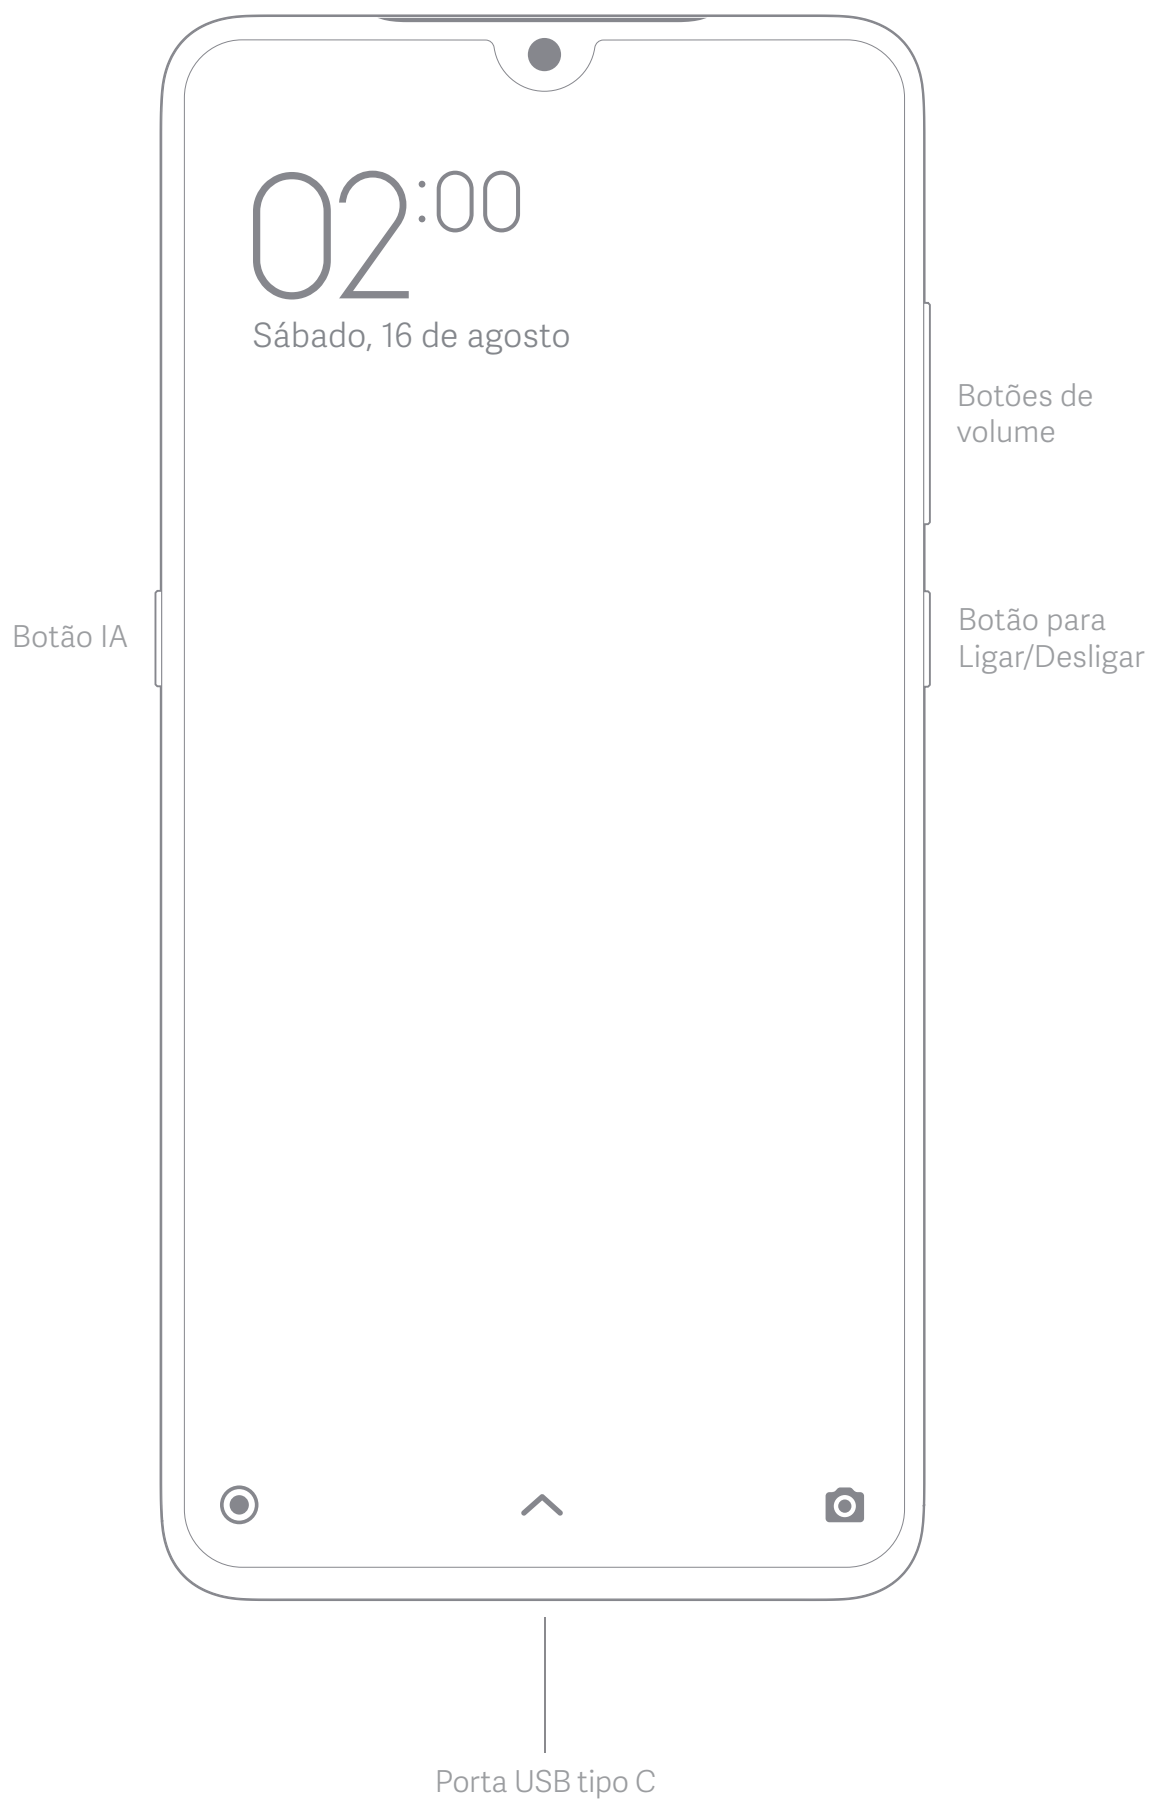 02:00
Sábado, 16 de agosto
Botões de
volume
Botão IA
Botão para
Ligar/Desligar
Porta USB tipo C